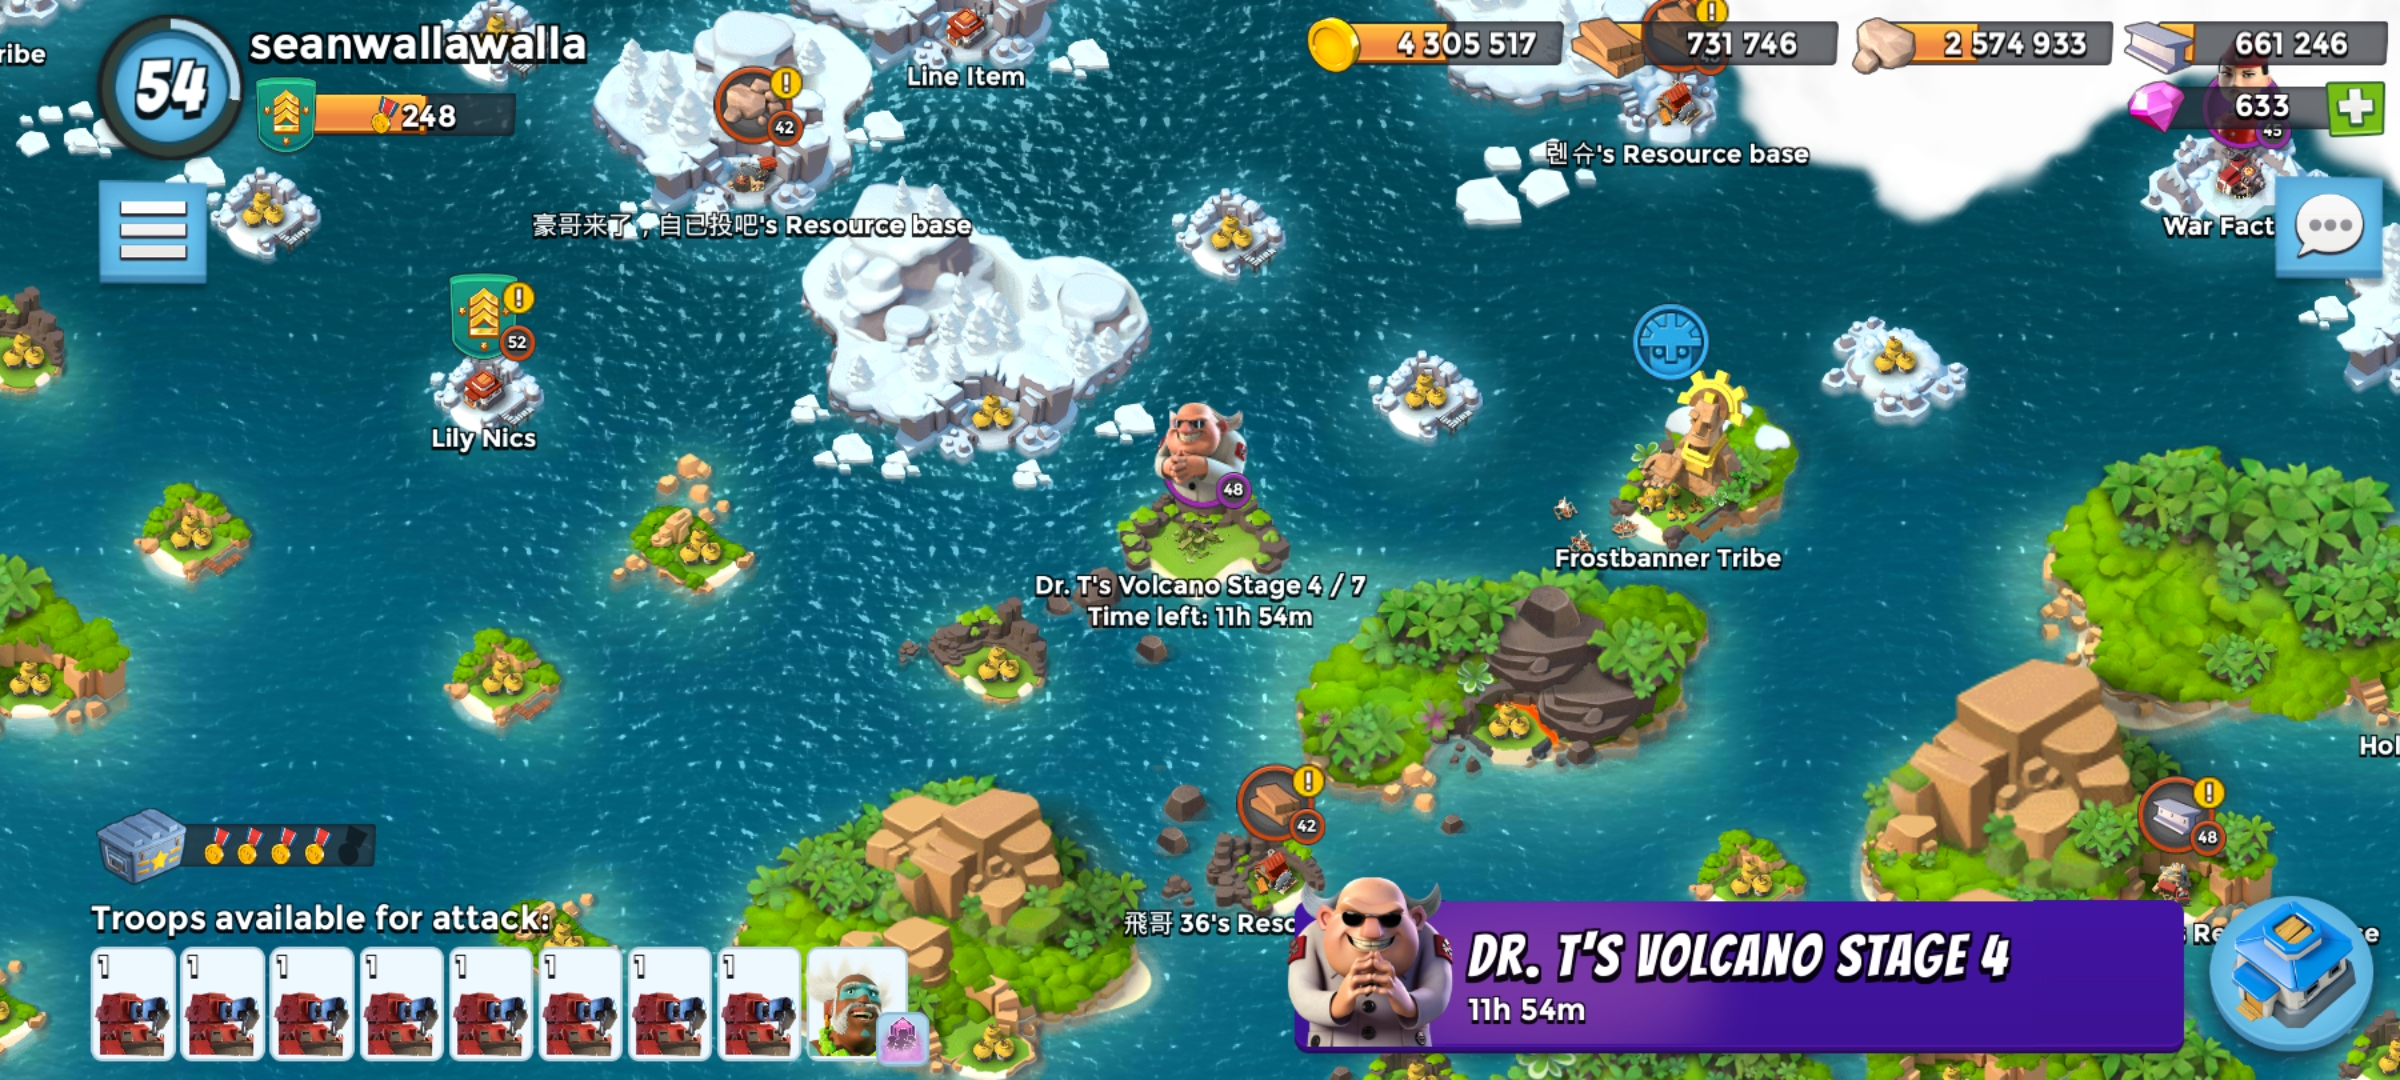 ribe
54
seanwallawalla
248
Line Item
4 305 517
731 746
2 574 933
661 246
633
42
45
렌슈's Resource base
豪哥来了，自已投吧's Resource base
War Fact
52
Lily Nics
48
Frostbanner Tribe
Dr. T's Volcano Stage 4 / 7
Time left: 11h 54m
Hol
42
48
飛哥 36's Reso
Troops available for attack:
1 1 1 1 1 1 1 1
DR. T'S VOLCANO STAGE 4
11h 54m